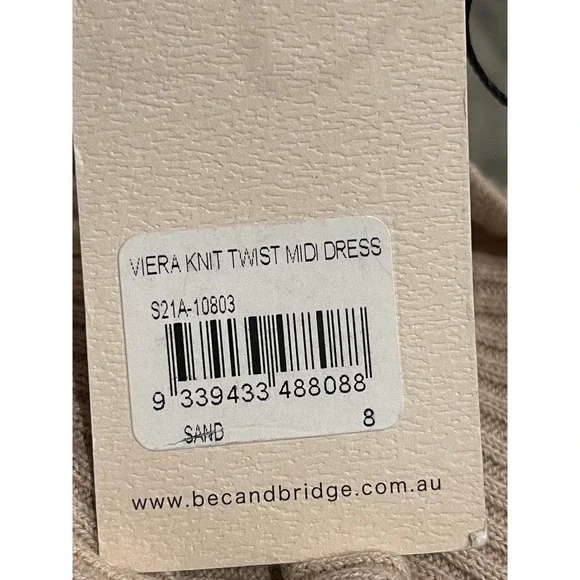 VIERA KNIT TWIST MIDI DRESS
S21A-10803
9 339433 488088
SAND 8
www.becandbridge.com.au